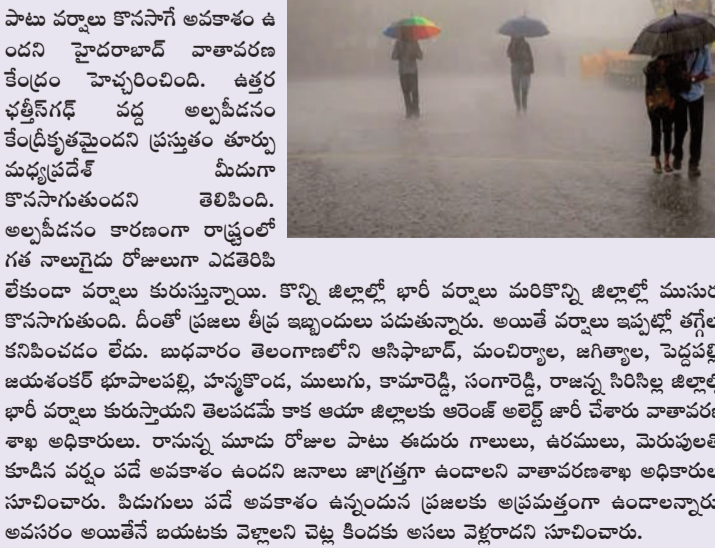 పాటు వర్షాలు కొనసాగే అవకాశం ఉ
ందని హైదరాబాద్ వాతావరణ
కేంద్రం హెచ్చరించింది. ఉత్తర
ఛత్తీస్‌గఢ్ వద్ద అల్పపీడనం
కేంద్రీకృతమైందని ప్రస్తుతం తూర్పు
మధ్యప్రదేశ్ మీదుగా
కొనసాగుతుందని తెలిపింది.
అల్పపీడనం కారణంగా రాష్ట్రంలో
గత నాలుగైదు రోజులుగా ఎడతెరిపి
లేకుండా వర్షాలు కురుస్తున్నాయి. కొన్ని జిల్లాల్లో భారీ వర్షాలు మరికొన్ని జిల్లాల్లో ముసుర
కొనసాగుతుంది. దీంతో ప్రజలు తీవ్ర ఇబ్బందులు పడుతున్నారు. అయితే వర్షాలు ఇప్పట్లో తగ్గేల
కనిపించడం లేదు. బుధవారం తెలంగాణలోని ఆసిఫాబాద్, మంచిర్యాల, జగిత్యాల, పెద్దపల్లి
జయశంకర్ భూపాలపల్లి, హన్మకొండ, ములుగు, కామారెడ్డి, సంగారెడ్డి, రాజన్న సిరిసిల్ల జిల్లాల్ల
భారీ వర్షాలు కురుస్తాయని తెలపడమే కాక ఆయా జిల్లాలకు ఆరెంజ్ అలెర్ట్ జారీ చేశారు వాతావరణ
శాఖ అధికారులు. రానున్న మూడు రోజుల పాటు ఈదురు గాలులు, ఉరములు, మెరుపులత
కూడిన వర్షం పడే అవకాశం ఉందని జనాలు జాగ్రత్తగా ఉండాలని వాతావరణశాఖ అధికారుల
సూచించారు. పిడుగులు పడే అవకాశం ఉన్నందున ప్రజలకు అప్రమత్తంగా ఉండాలన్నారు
అవసరం అయితేనే బయటకు వెళ్లాలని చెట్ల కిందకు అసలు వెళ్లరాదని సూచించారు.